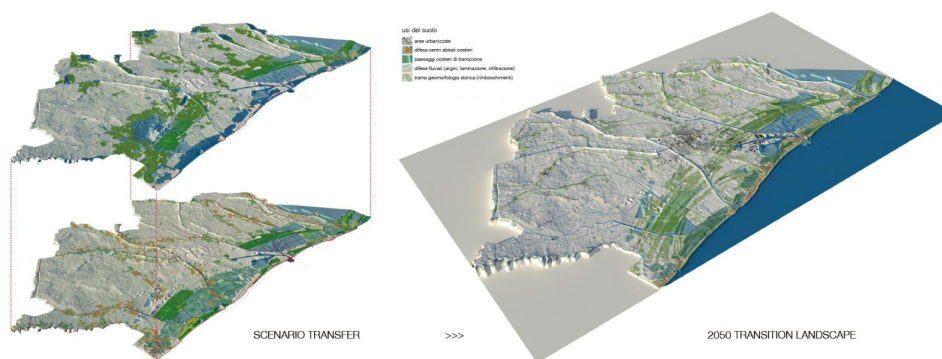 usi del suolo
aree urbanizzate
difesa centri abitati costieri
paesaggi costieri di transizione
difese fluviali (argini, laminazione, infiltrazione)
trama geomorfologia storica (rimboschimenti)
SCENARIO TRANSFER >>> 2050 TRANSITION LANDSCAPE